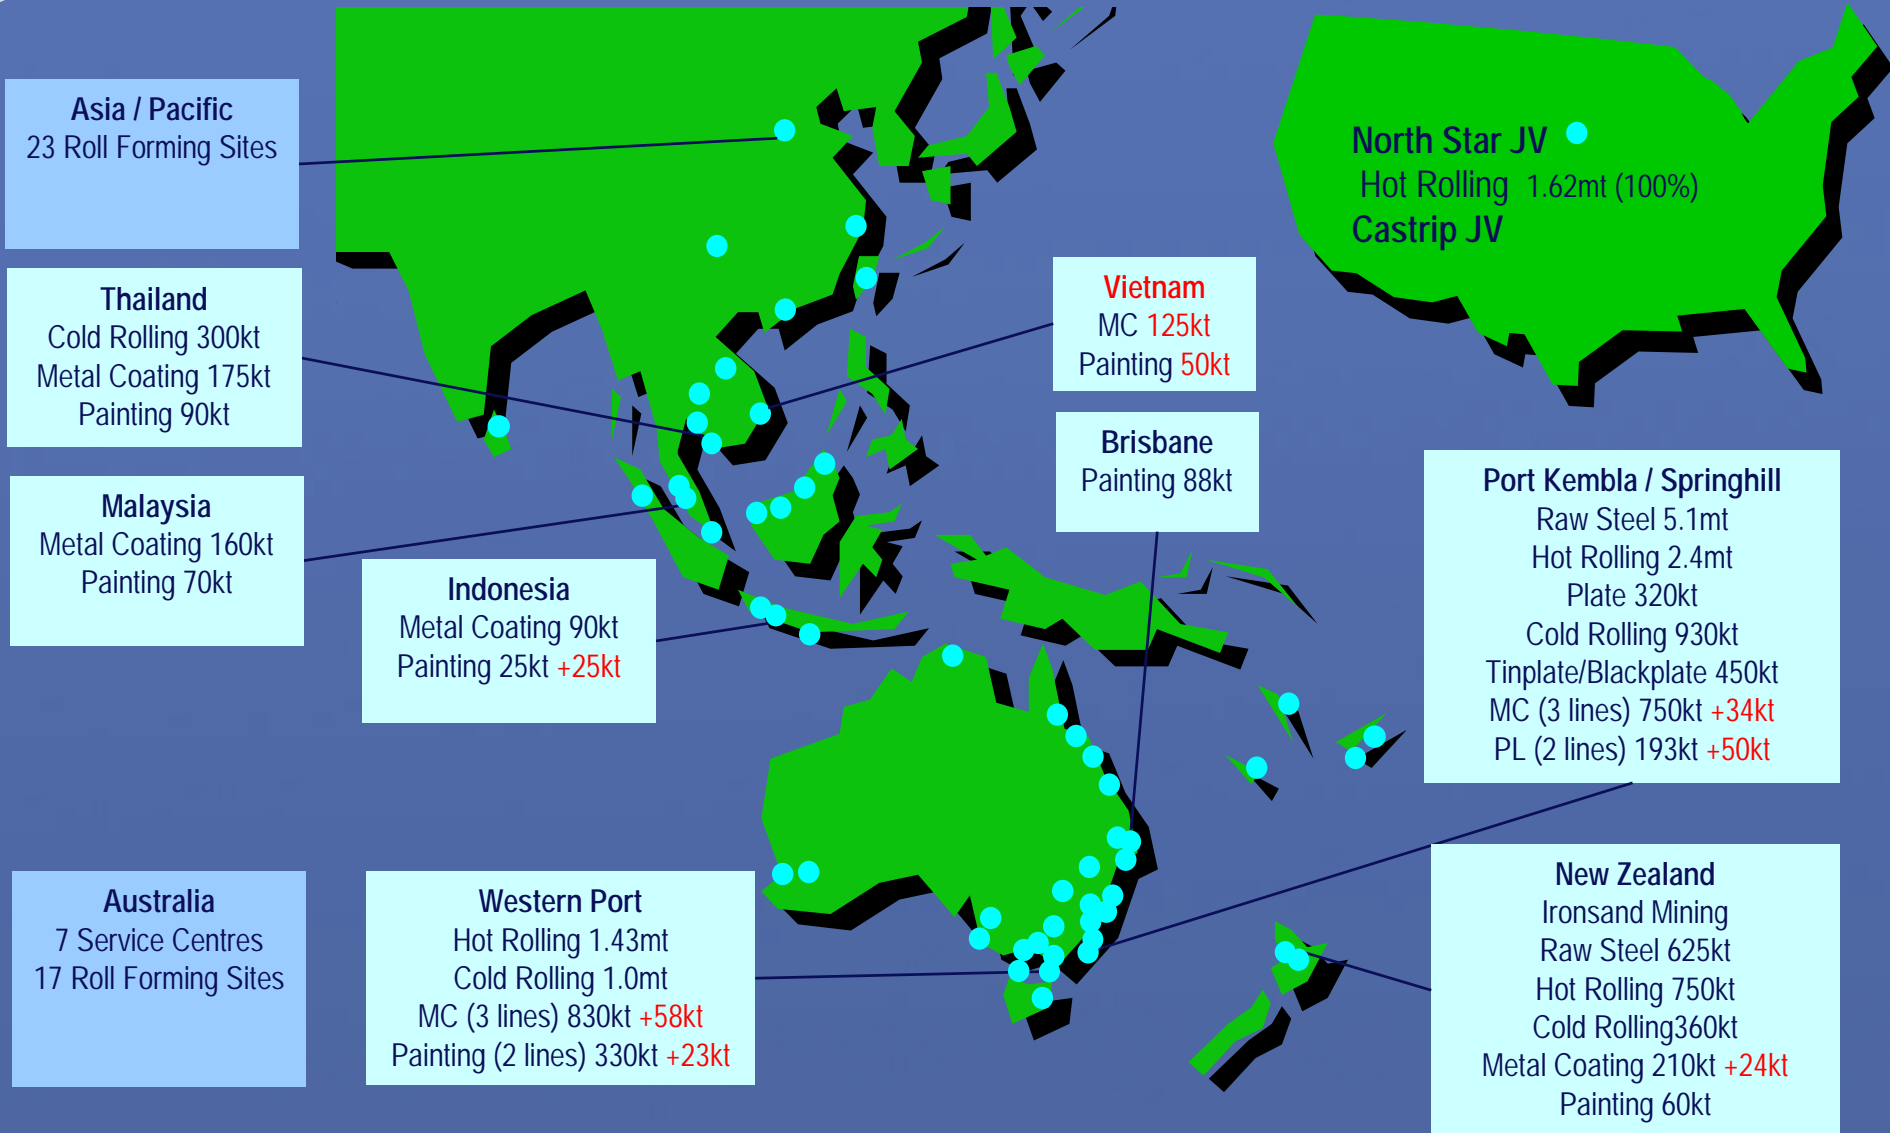 Asia / Pacific
23 Roll Forming Sites
Thailand
Cold Rolling 300kt
Metal Coating 175kt
Painting 90kt
Malaysia
Metal Coating 160kt
Painting 70kt
Indonesia
Metal Coating 90kt
Painting 25kt +25kt
Australia
7 Service Centres
17 Roll Forming Sites
Western Port
Hot Rolling 1.43mt
Cold Rolling 1.0mt
MC (3 lines) 830kt +58kt
Painting (2 lines) 330kt +23kt
Vietnam
MC 125kt
Painting 50kt
Brisbane
Painting 88kt
North Star JV
Hot Rolling 1.62mt (100%)
Castrip JV
Port Kembla / Springhill
Raw Steel 5.1mt
Hot Rolling 2.4mt
Plate 320kt
Cold Rolling 930kt
Tinplate/Blackplate 450kt
MC (3 lines) 750kt +34kt
PL (2 lines) 193kt +50kt
New Zealand
Ironsand Mining
Raw Steel 625kt
Hot Rolling 750kt
Cold Rolling360kt
Metal Coating 210kt +24kt
Painting 60kt